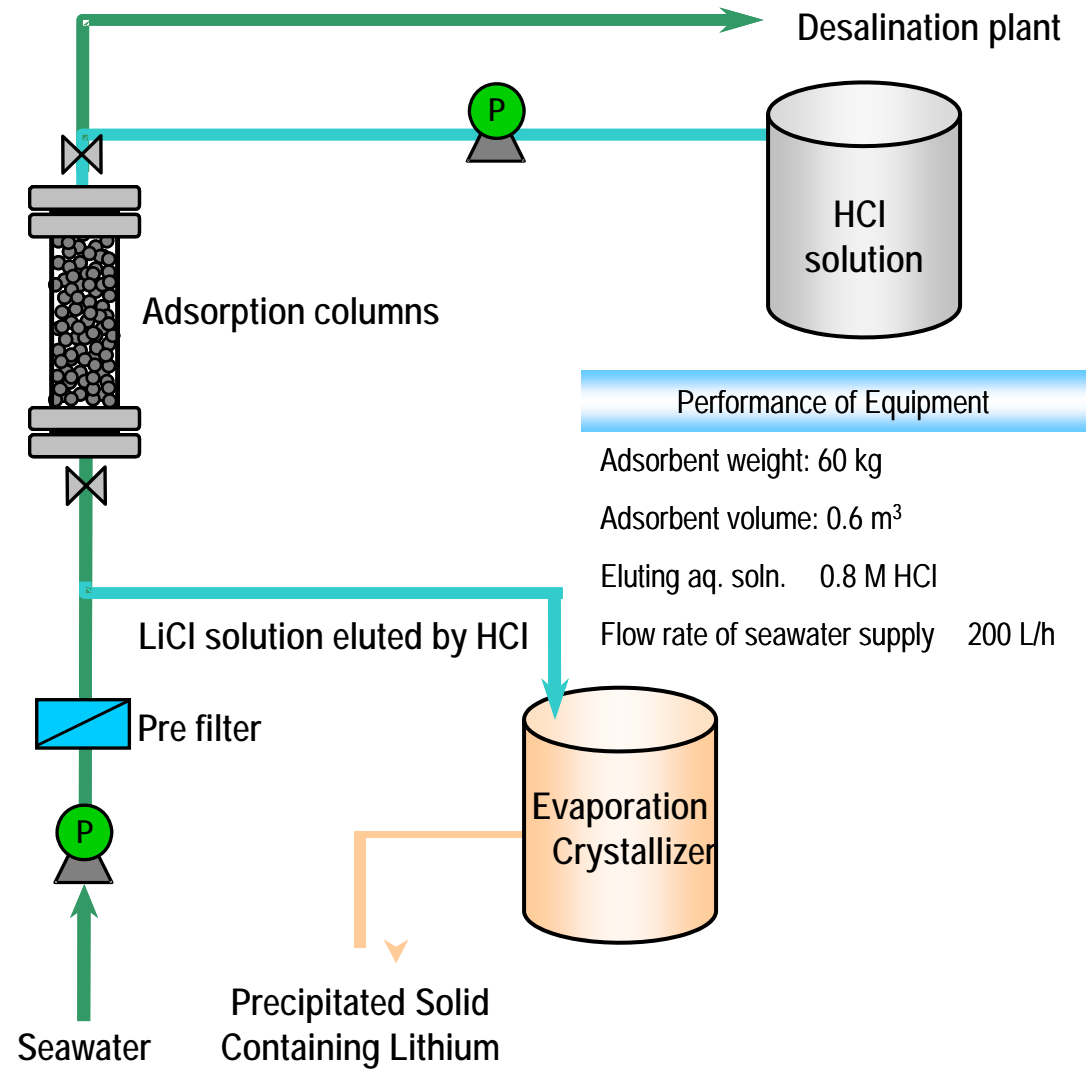 Desalination plant
P
HCl
solution
Adsorption columns
Performance of Equipment
Adsorbent weight: 60 kg
Adsorbent volume: 0.6 m³
Eluting aq. soln. 0.8 M HCl
Flow rate of seawater supply 200 L/h
LiCl solution eluted by HCl
Pre filter
P
Evaporation
Crystallizer
Precipitated Solid
Containing Lithium
Seawater